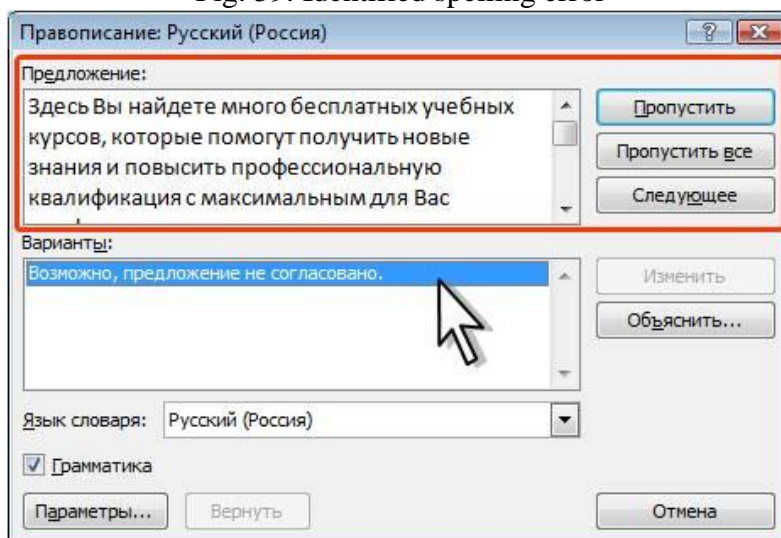 Fig. 39. Identified spelling error
Правописание: Русский (Россия)
Предложение:
Здесь Вы найдете много бесплатных учебных
курсов, которые помогут получить новые
знания и повысить профессиональную
квалификация с максимальным для Вас
Пропустить
Пропустить все
Следующее
Варианты:
Возможно, предложение не согласовано.
Изменить
Объяснить...
Язык словаря: Русский (Россия)
Грамматика
Параметры...
Вернуть
Отмена